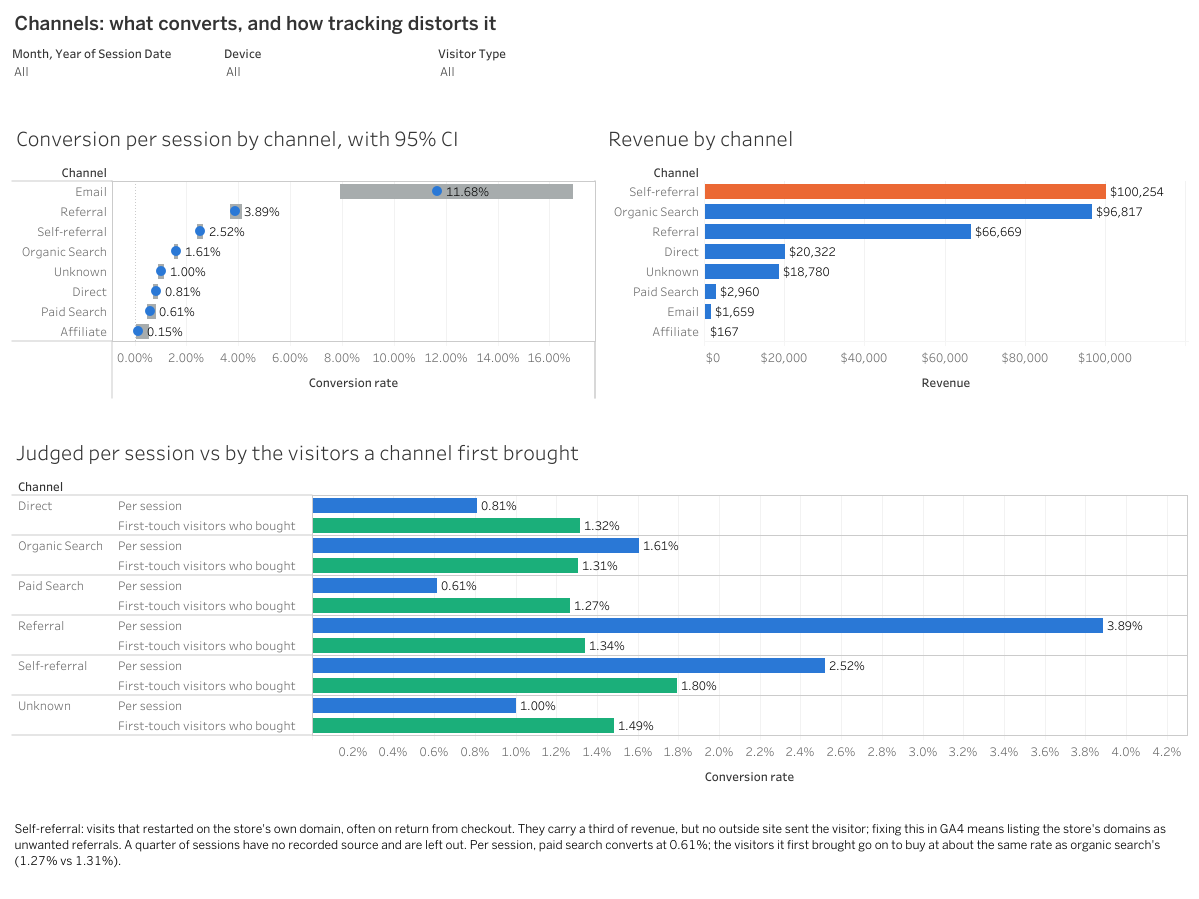 Channels: what converts, and how tracking distorts it
Month, Year of Session Date
All
Device
All
Visitor Type
All
Conversion per session by channel, with 95% CI
Channel
Email
11.68%
Referral
3.89%
Self-referral
2.52%
Organic Search
1.61%
Unknown
1.00%
Direct
0.81%
Paid Search
0.61%
Affiliate
0.15%
0.00% 2.00% 4.00% 6.00% 8.00% 10.00% 12.00% 14.00% 16.00%
Conversion rate
Revenue by channel
Channel
Self-referral
$100,254
Organic Search
$96,817
Referral
$66,669
Direct
$20,322
Unknown
$18,780
Paid Search
$2,960
Email
$1,659
Affiliate
$167
$0 $20,000 $40,000 $60,000 $80,000 $100,000
Revenue
Judged per session vs by the visitors a channel first brought
Channel
Direct
Per session
0.81%
First-touch visitors who bought
1.32%
Organic Search
Per session
1.61%
First-touch visitors who bought
1.31%
Paid Search
Per session
0.61%
First-touch visitors who bought
1.27%
Referral
Per session
3.89%
First-touch visitors who bought
1.34%
Self-referral
Per session
2.52%
First-touch visitors who bought
1.80%
Unknown
Per session
1.00%
First-touch visitors who bought
1.49%
0.2% 0.4% 0.6% 0.8% 1.0% 1.2% 1.4% 1.6% 1.8% 2.0% 2.2% 2.4% 2.6% 2.8% 3.0% 3.2% 3.4% 3.6% 3.8% 4.0% 4.2%
Conversion rate
Self-referral: visits that restarted on the store's own domain, often on return from checkout. They carry a third of revenue, but no outside site sent the visitor; fixing this in GA4 means listing the store's domains as
unwanted referrals. A quarter of sessions have no recorded source and are left out. Per session, paid search converts at 0.61%; the visitors it first brought go on to buy at about the same rate as organic search's
(1.27% vs 1.31%).